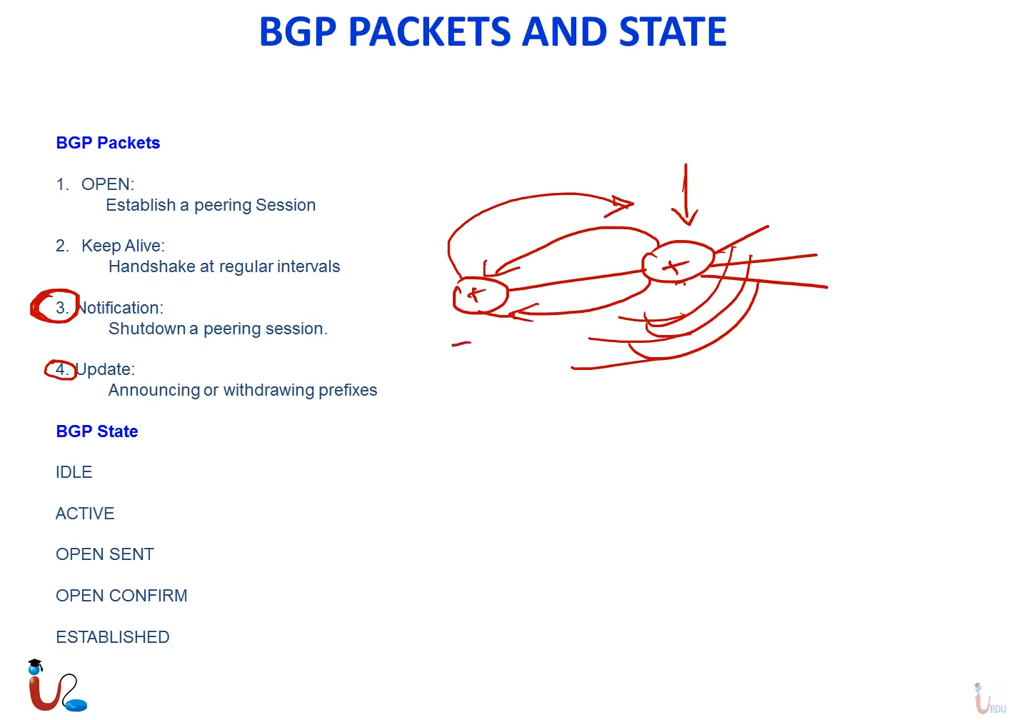 BGP PACKETS AND STATE
BGP Packets
1. OPEN:
Establish a peering Session
2. Keep Alive:
Handshake at regular intervals
3. Notification:
Shutdown a peering session.
4. Update:
Announcing or withdrawing prefixes
BGP State
IDLE
ACTIVE
OPEN SENT
OPEN CONFIRM
ESTABLISHED
URDU